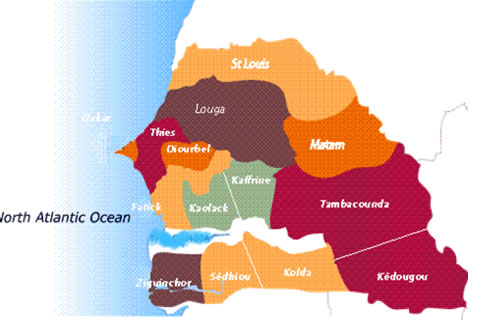 St Louis
Louga
Dakar
Thies
Matam
Diourbel
Kaffrine
Fatick
Kaolack
Tambacounda
North Atlantic Ocean
Ziguinchor
Sédhiou
Kolda
Kédougou